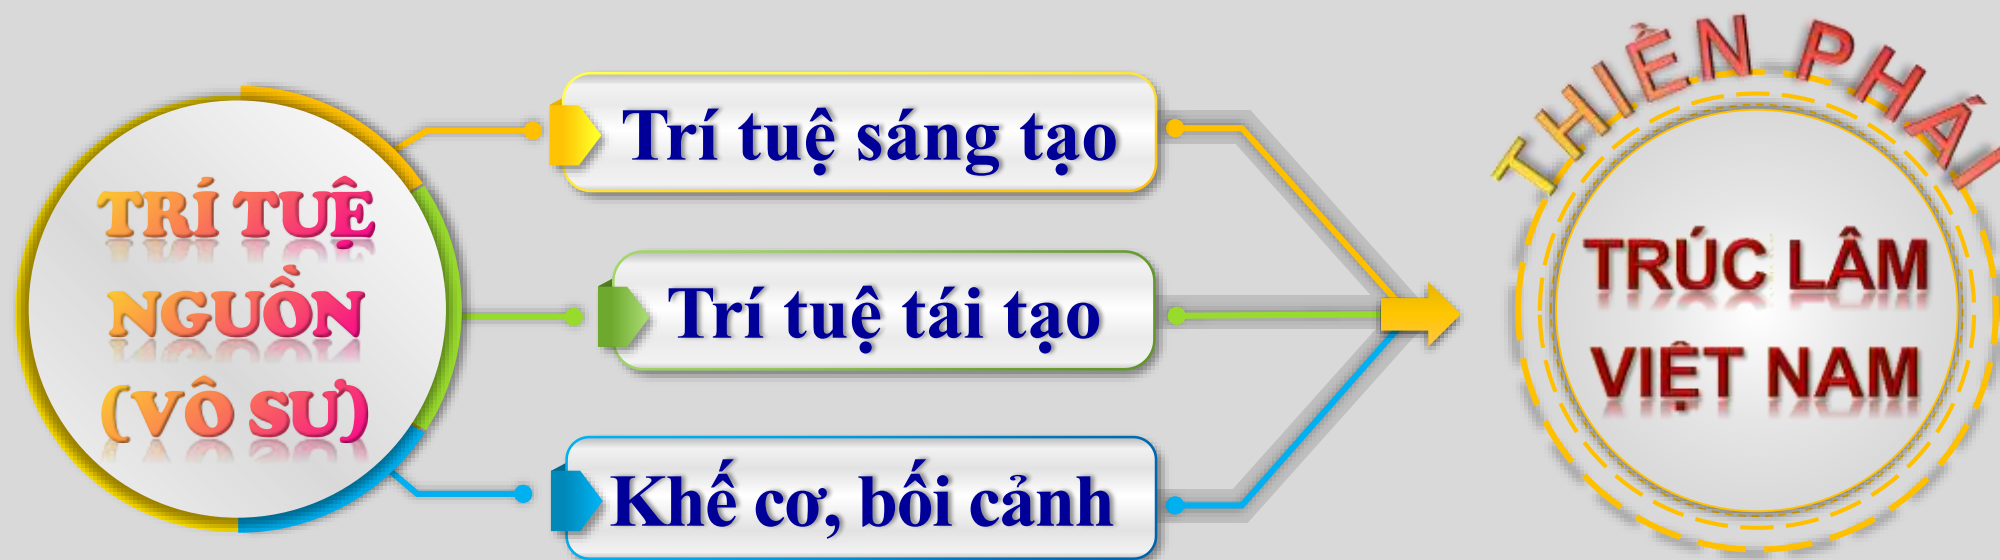 TRÍ TUỆ
NGUỒN
(VÔ SƯ)
Trí tuệ sáng tạo
Trí tuệ tái tạo
Khế cơ, bối cảnh
THIỀN PHÁI
TRÚC LÂM
VIỆT NAM